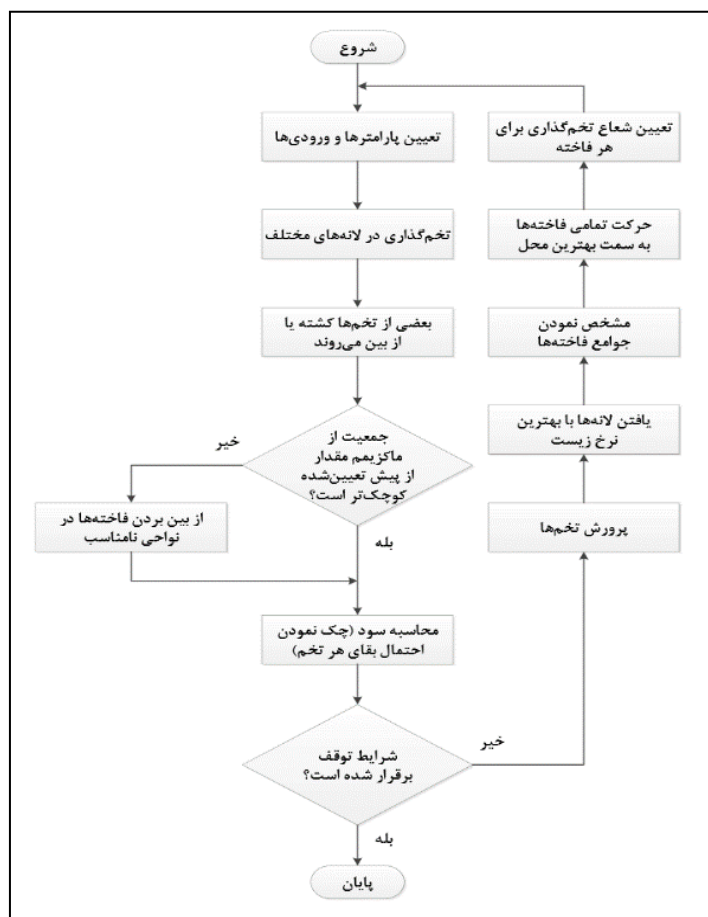 شروع
تعیین پارامترها و ورودی‌ها
تخم‌گذاری در لانه‌های مختلف
بعضی از تخم‌ها کشته یا
از بین می‌روند
جمعیت از
ماکزیمم مقدار
از پیش تعیین‌شده
کوچک‌تر است؟
خیر
از بین بردن فاخته‌ها در
نواحی نامناسب
بله
محاسبه سود (چک نمودن
احتمال بقای هر تخم)
شرایط توقف
برقرار شده است؟
خیر
پرورش تخم‌ها
یافتن لانه‌ها با بهترین
نرخ زیست
مشخص نمودن
جوامع فاخته‌ها
حرکت تمامی فاخته‌ها
به سمت بهترین محل
تعیین شعاع تخم‌گذاری برای
هر فاخته
بله
پایان